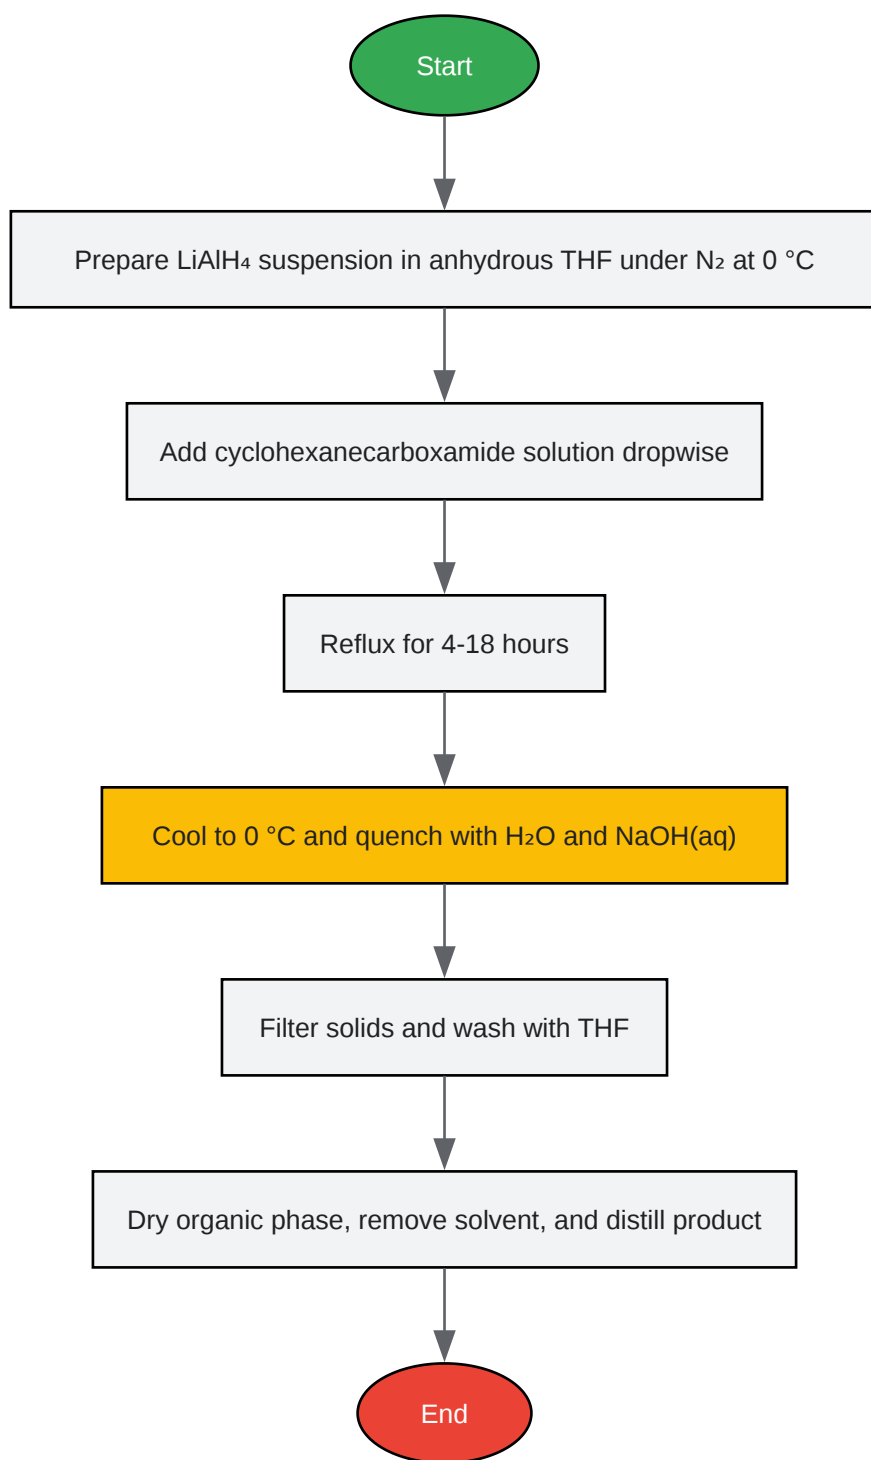 Start
Prepare LiAlH₄ suspension in anhydrous THF under N₂ at 0 °C
Add cyclohexanecarboxamide solution dropwise
Reflux for 4-18 hours
Cool to 0 °C and quench with H₂O and NaOH(aq)
Filter solids and wash with THF
Dry organic phase, remove solvent, and distill product
End